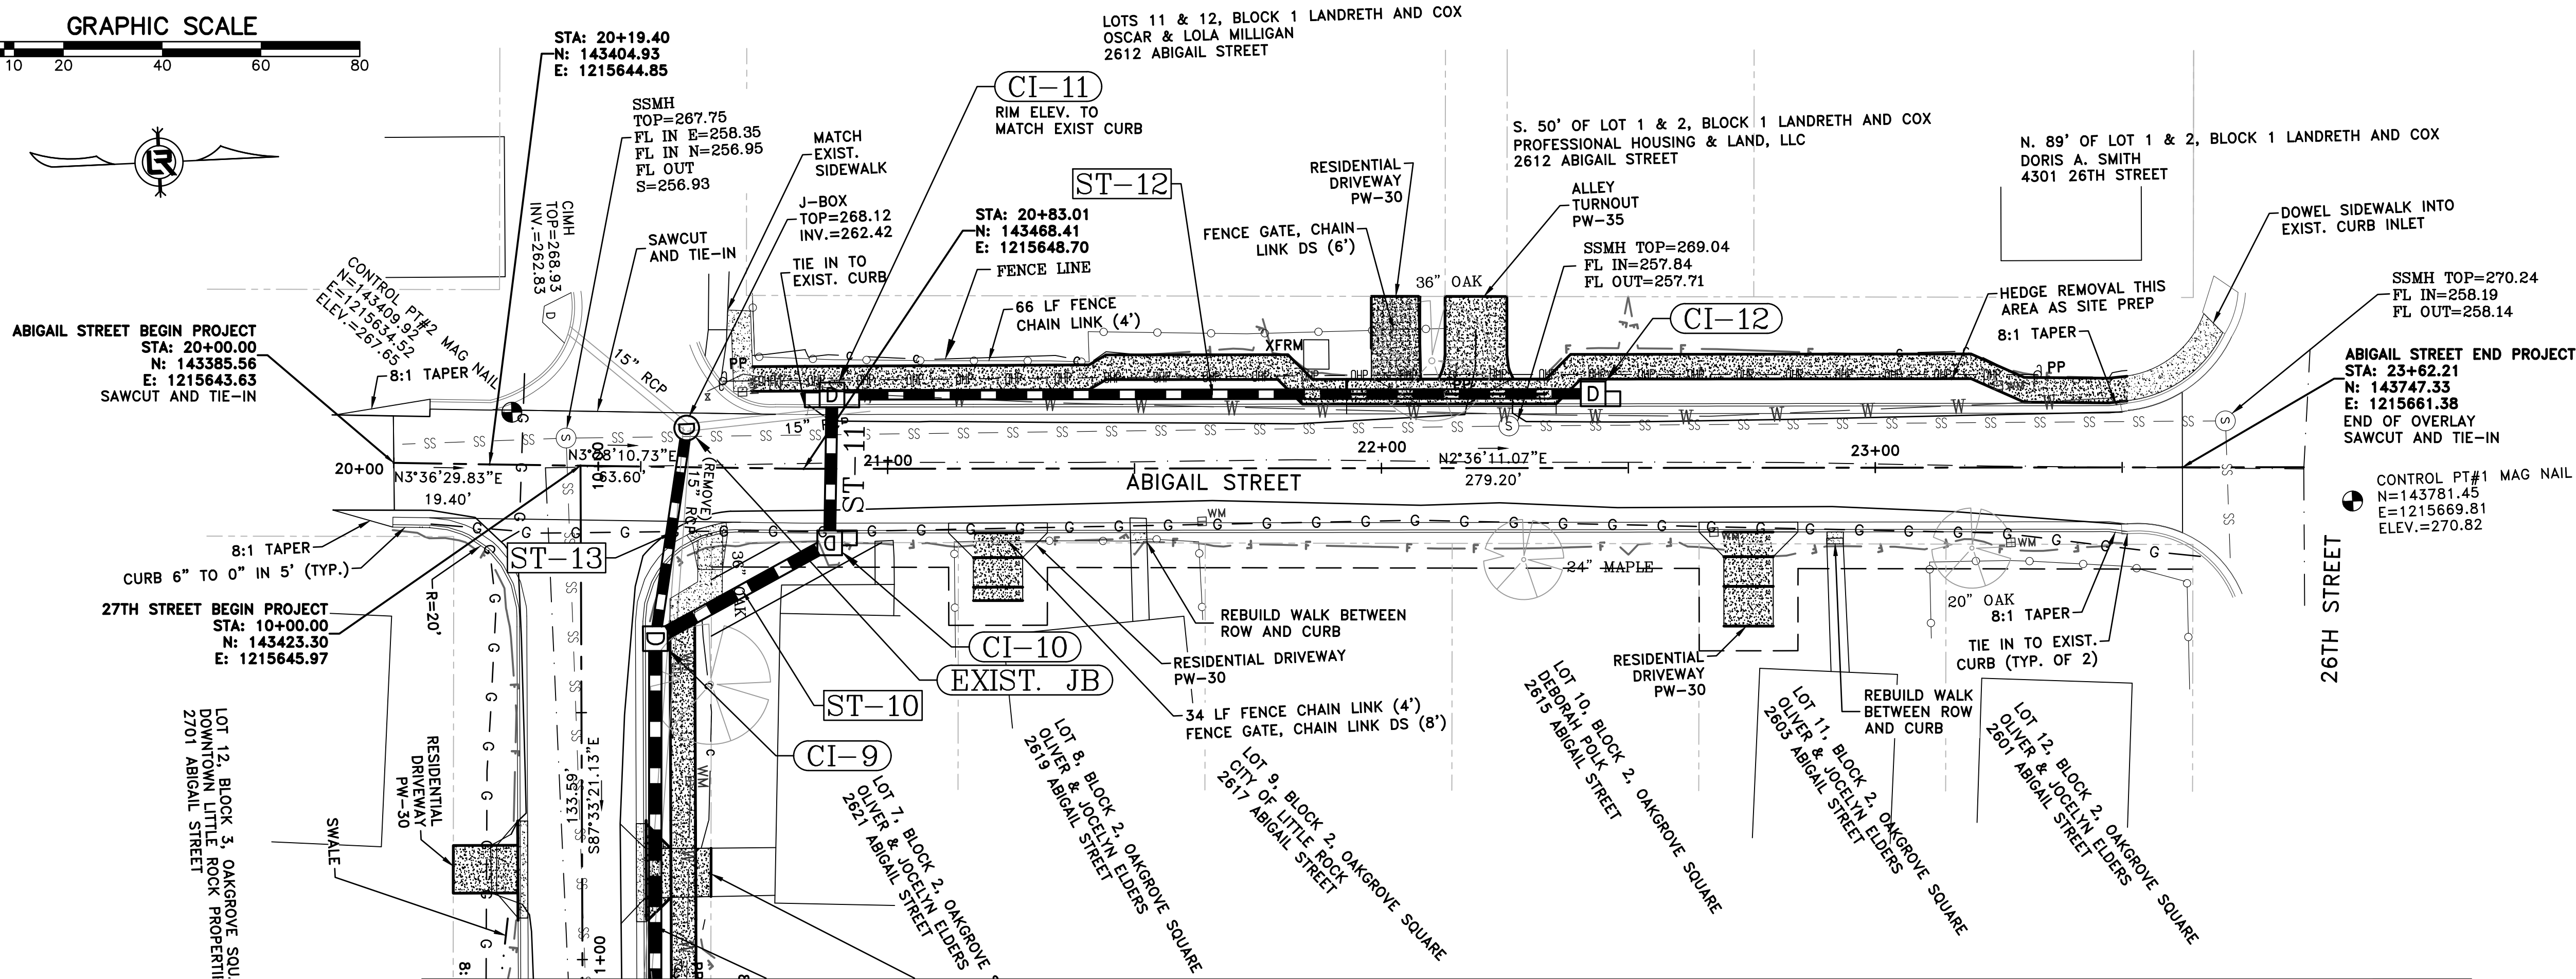 GRAPHIC SCALE
10 20 40 60 80
STA: 20+19.40
N: 143404.93
E: 1215644.85
LOTS 11 & 12, BLOCK 1 LANDRETH AND COX
OSCAR & LOLA MILLIGAN
2612 ABIGAIL STREET
CI-11
RIM ELEV. TO
MATCH EXIST CURB
SSMH
TOP=267.75
FL IN E=258.35
FL IN N=256.95
FL OUT
S=256.93
MATCH
EXIST.
SIDEWALK
J-BOX
TOP=268.12
INV.=262.42
ST-12
STA: 20+83.01
N: 143468.41
E: 1215648.70
FENCE LINE
66 LF FENCE
CHAIN LINK (4')
RESIDENTIAL
DRIVEWAY
PW-30
FENCE GATE, CHAIN
LINK DS (6')
S. 50' OF LOT 1 & 2, BLOCK 1 LANDRETH AND COX
PROFESSIONAL HOUSING & LAND, LLC
2612 ABIGAIL STREET
ALLEY
TURNOUT
PW-35
SSMH TOP=269.04
FL IN=257.84
FL OUT=257.71
36" OAK
CI-12
N. 89' OF LOT 1 & 2, BLOCK 1 LANDRETH AND COX
DORIS A. SMITH
4301 26TH STREET
DOWEL SIDEWALK INTO
EXIST. CURB INLET
SSMH TOP=270.24
FL IN=258.19
FL OUT=258.14
HEDGE REMOVAL THIS
AREA AS SITE PREP
8:1 TAPER
ABIGAIL STREET END PROJECT
STA: 23+62.21
N: 143747.33
E: 1215661.38
END OF OVERLAY
SAWCUT AND TIE-IN
CONTROL PT#1 MAG NAIL
N=143781.45
E=1215669.81
ELEV.=270.82
26TH STREET
CIMH
TOP=268.93
INV.=262.83
SAWCUT
AND TIE-IN
TIE IN TO
EXIST. CURB
CONTROL PT#2 MAG NAIL
N=143409.92
E=1215634.52
ELEV.=267.65
ABIGAIL STREET BEGIN PROJECT
STA: 20+00.00
N: 143385.56
E: 1215643.63
SAWCUT AND TIE-IN
8:1 TAPER
15" RCP
PP
XFRM
PP
PP
15"
20+00
N3°36'29.83"E
19.40'
10+00
63.60'
(REMOVE)
15" RCP
ST-11
21+00
ABIGAIL STREET
22+00
N2°36'11.07"E
279.20'
23+00
8:1 TAPER
CURB 6" TO 0" IN 5' (TYP.)
R=20'
27TH STREET BEGIN PROJECT
STA: 10+00.00
N: 143423.30
E: 1215645.97
ST-13
36" OAK
WM
WM
WM
24" MAPLE
20" OAK
8:1 TAPER
TIE IN TO EXIST.
CURB (TYP. OF 2)
REBUILD WALK BETWEEN
ROW AND CURB
RESIDENTIAL DRIVEWAY
PW-30
34 LF FENCE CHAIN LINK (4')
FENCE GATE, CHAIN LINK DS (8')
CI-10
EXIST. JB
ST-10
CI-9
RESIDENTIAL
DRIVEWAY
PW-30
REBUILD WALK
BETWEEN ROW
AND CURB
LOT 12, BLOCK 3, OAKGROVE SQU
DOWNTOWN LITTLE ROCK PROPERTI
2701 ABIGAIL STREET
SWALE
RESIDENTIAL
DRIVEWAY
PW-30
133.59'
S87°33'21.13"E
1+00
WM
LOT 7, BLOCK 2, OAKGROVE S
OLIVER & JOCELYN ELDERS
2621 ABIGAIL STREET
LOT 8, BLOCK 2, OAKGROVE SQUARE
OLIVER & JOCELYN ELDERS
2619 ABIGAIL STREET
LOT 9, BLOCK 2, OAKGROVE SQUARE
CITY OF LITTLE ROCK
2617 ABIGAIL STREET
LOT 10, BLOCK 2, OAKGROVE SQUARE
DEBORAH POLK
2615 ABIGAIL STREET
LOT 11, BLOCK 2, OAKGROVE SQUARE
OLIVER & JOCELYN ELDERS
2603 ABIGAIL STREET
LOT 12, BLOCK 2, OAKGROVE SQUARE
OLIVER & JOCELYN ELDERS
2601 ABIGAIL STREET